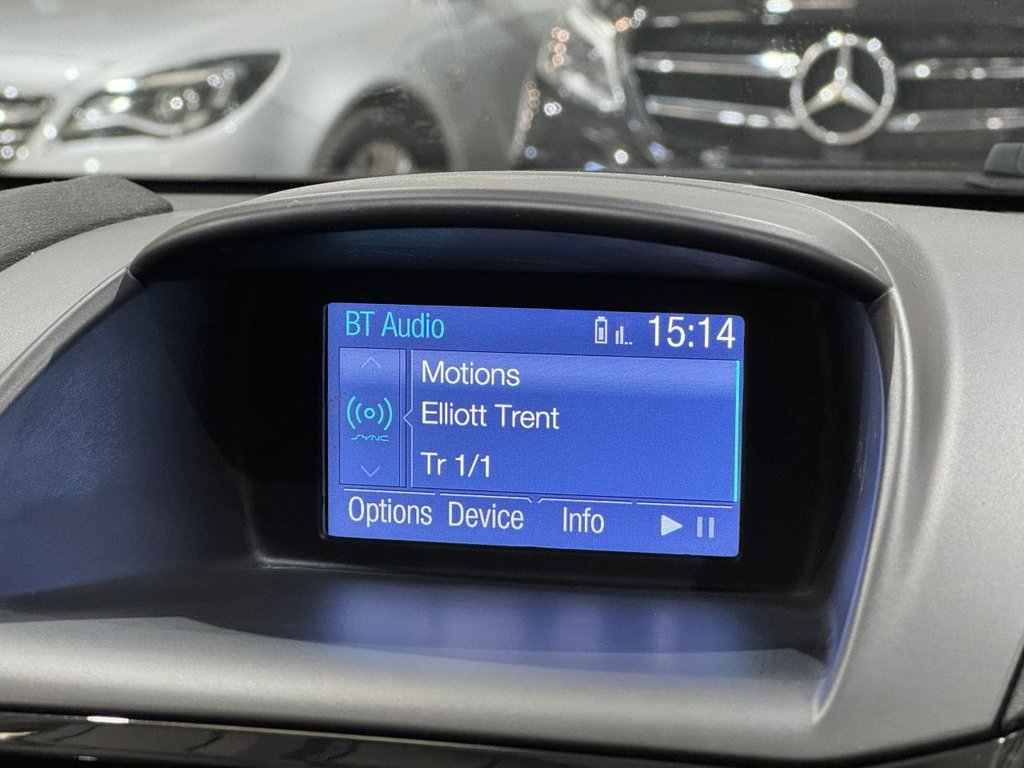 BT Audio 15:14
Motions
SYNC
Elliott Trent
Tr 1/1
Options Device Info